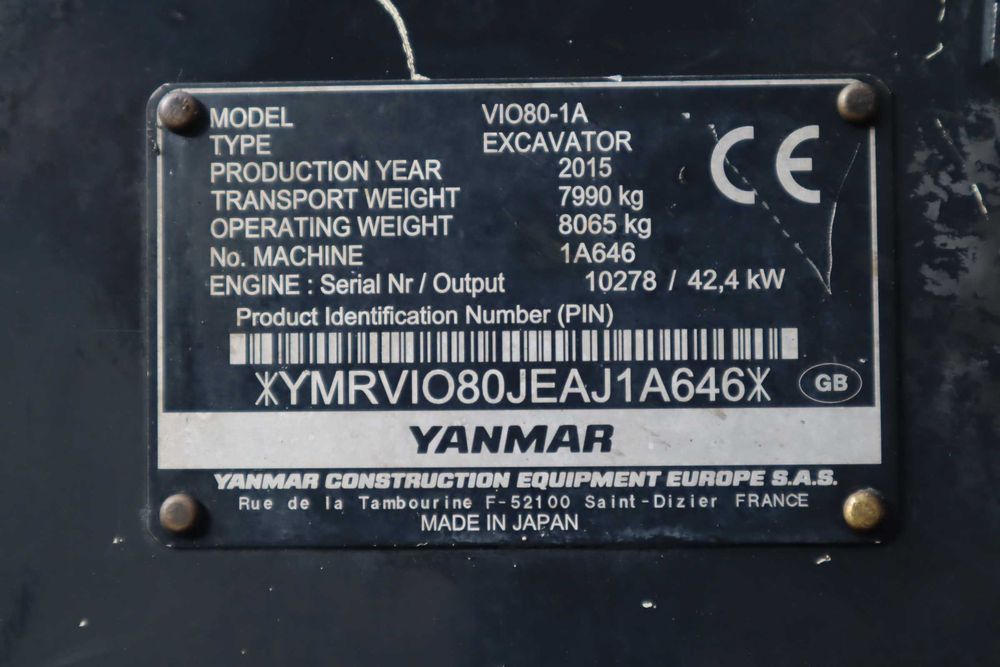 MODEL VIO80-1A
TYPE EXCAVATOR
PRODUCTION YEAR 2015
TRANSPORT WEIGHT 7990 kg
OPERATING WEIGHT 8065 kg
No. MACHINE 1A646
ENGINE : Serial Nr / Output 10278 / 42,4 kW
CE
Product Identification Number (PIN)
YMRVIO80JEAJ1A646
GB
YANMAR
YANMAR CONSTRUCTION EQUIPMENT EUROPE S.A.S.
Rue de la Tambourine F-52100 Saint-Dizier FRANCE
MADE IN JAPAN